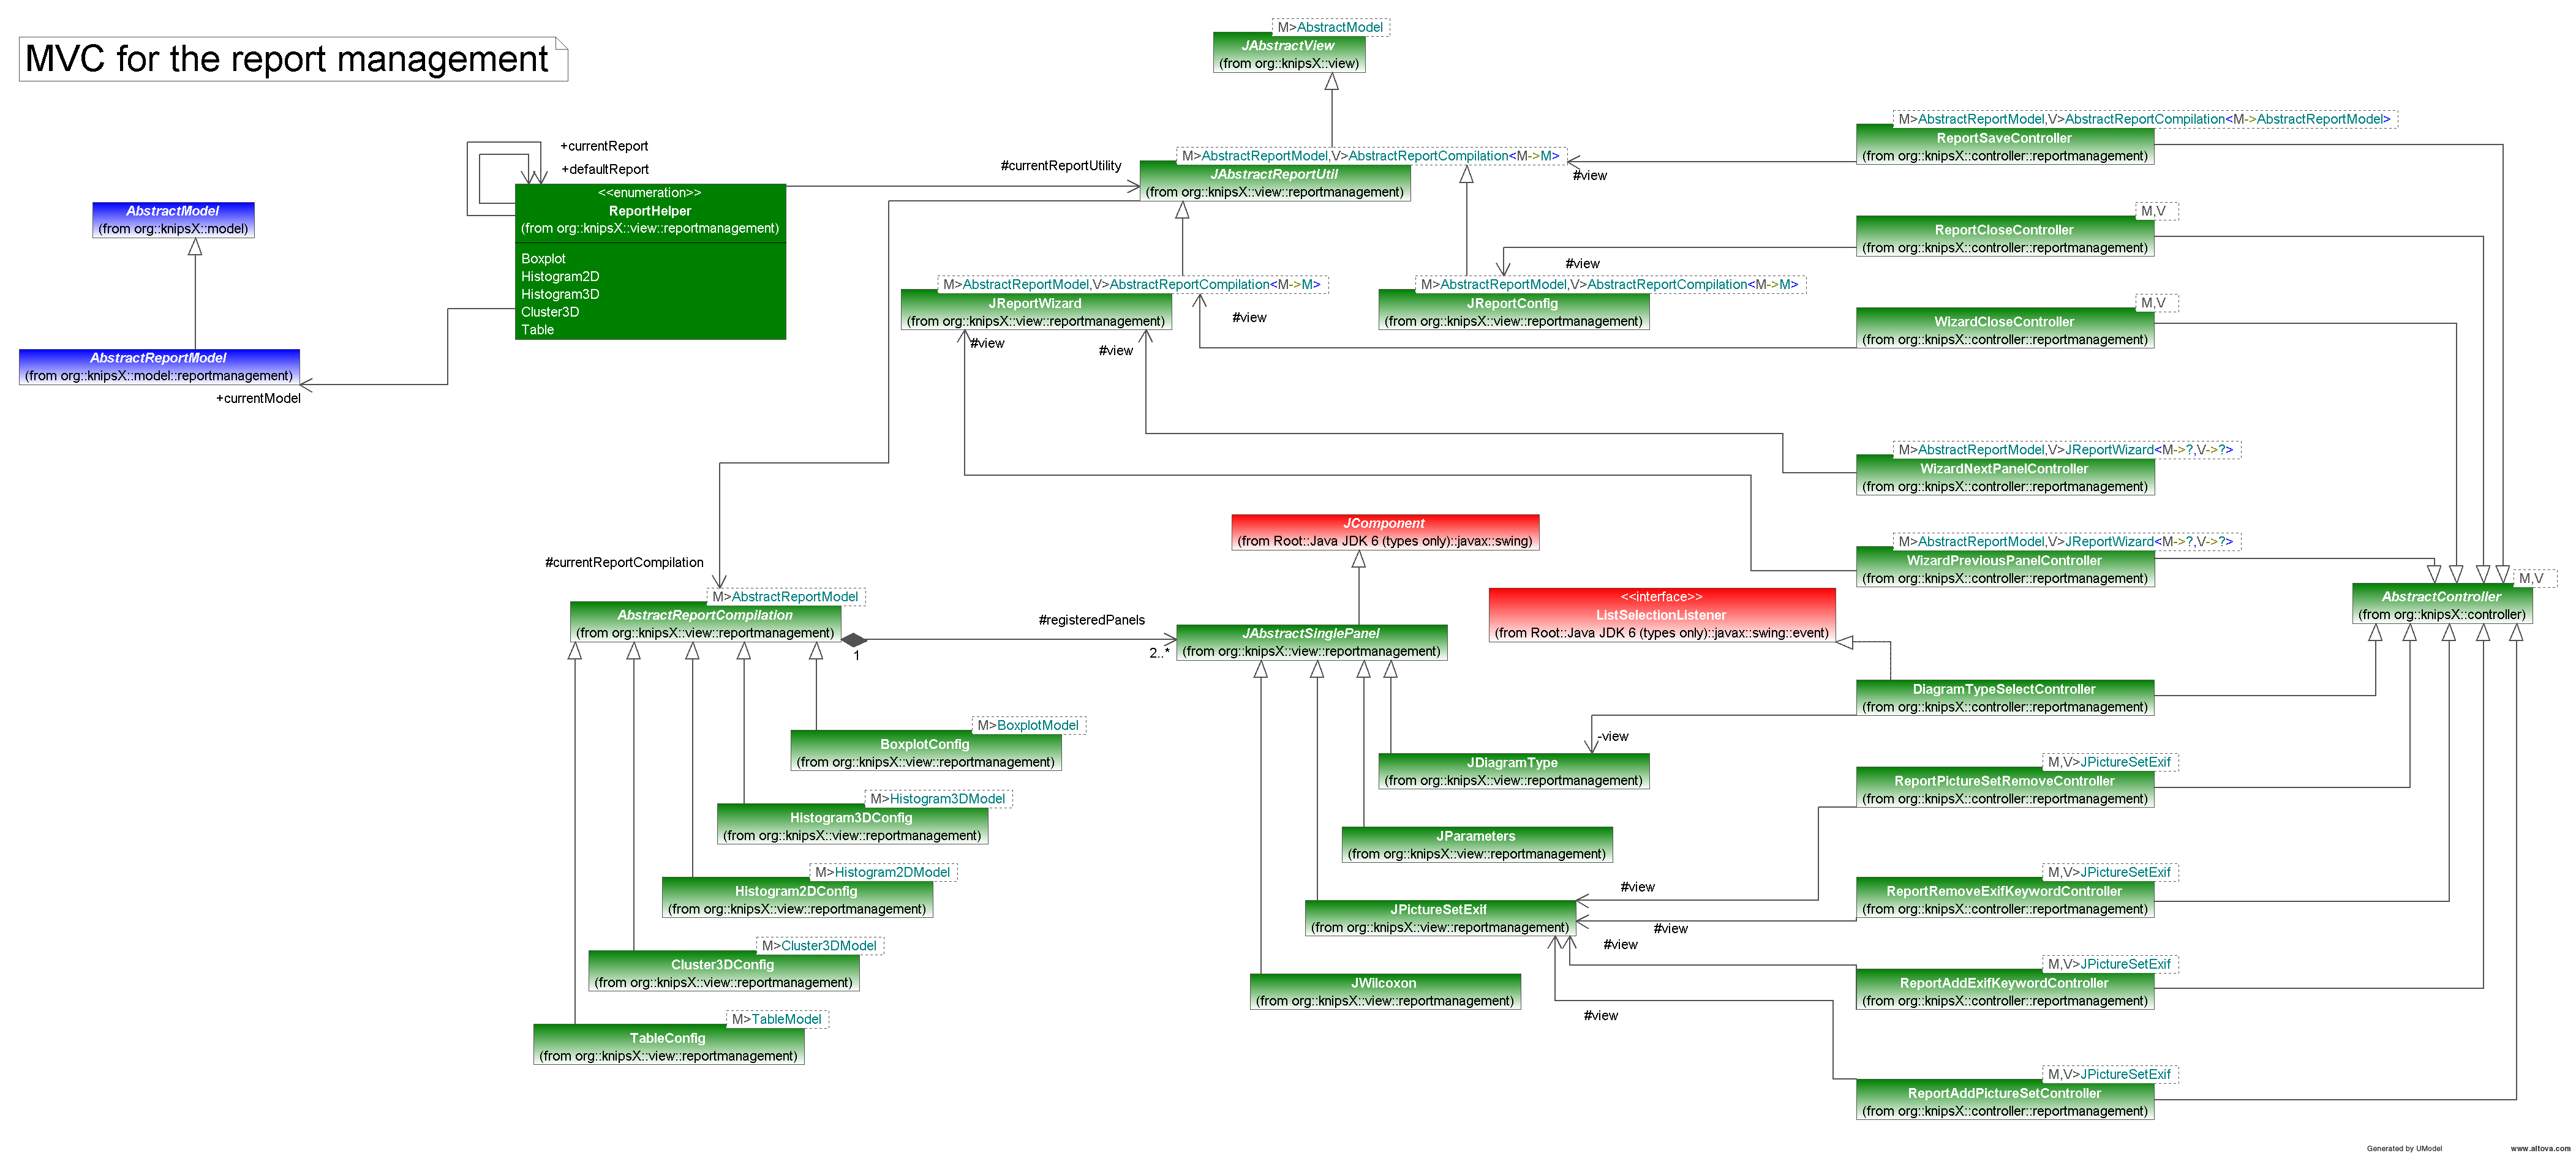 MVC for the report management
M>AbstractModel
JAbstractView
(from org::knipsX::view)
M>AbstractReportModel,V>AbstractReportCompilation<M->AbstractReportModel>
ReportSaveController
(from org::knipsX::controller::reportmanagement)
+currentReport
+defaultReport
#currentReportUtility
M>AbstractReportModel,V>AbstractReportCompilation<M->M>
JAbstractReportUtil
(from org::knipsX::view::reportmanagement)
#view
<<enumeration>>
ReportHelper
(from org::knipsX::view::reportmanagement)
Boxplot
Histogram2D
Histogram3D
Cluster3D
Table
AbstractModel
(from org::knipsX::model)
M,V
ReportCloseController
(from org::knipsX::controller::reportmanagement)
#view
M>AbstractReportModel,V>AbstractReportCompilation<M->M>
JReportWizard
(from org::knipsX::view::reportmanagement)
M>AbstractReportModel,V>AbstractReportCompilation<M->M>
JReportConfig
(from org::knipsX::view::reportmanagement)
M,V
WizardCloseController
(from org::knipsX::controller::reportmanagement)
#view
#view
#view
AbstractReportModel
(from org::knipsX::model::reportmanagement)
+currentModel
M>AbstractReportModel,V>JReportWizard<M->?,V->?>
WizardNextPanelController
(from org::knipsX::controller::reportmanagement)
JComponent
(from Root::Java JDK 6 (types only)::javax::swing)
M>AbstractReportModel,V>JReportWizard<M->?,V->?>
WizardPreviousPanelController
(from org::knipsX::controller::reportmanagement)
#currentReportCompilation
M>AbstractReportModel
AbstractReportCompilation
(from org::knipsX::view::reportmanagement)
1
#registeredPanels
2..*
JAbstractSinglePanel
(from org::knipsX::view::reportmanagement)
<<interface>>
ListSelectionListener
(from Root::Java JDK 6 (types only)::javax::swing::event)
M,V
AbstractController
(from org::knipsX::controller)
DiagramTypeSelectController
(from org::knipsX::controller::reportmanagement)
-view
M>BoxplotModel
BoxplotConfig
(from org::knipsX::view::reportmanagement)
JDiagramType
(from org::knipsX::view::reportmanagement)
M,V>JPictureSetExif
ReportPictureSetRemoveController
(from org::knipsX::controller::reportmanagement)
M>Histogram3DModel
Histogram3DConfig
(from org::knipsX::view::reportmanagement)
JParameters
(from org::knipsX::view::reportmanagement)
M>Histogram2DModel
Histogram2DConfig
(from org::knipsX::view::reportmanagement)
M,V>JPictureSetExif
ReportRemoveExifKeywordController
(from org::knipsX::controller::reportmanagement)
#view
JPictureSetExif
(from org::knipsX::view::reportmanagement)
#view
#view
M>Cluster3DModel
Cluster3DConfig
(from org::knipsX::view::reportmanagement)
M,V>JPictureSetExif
ReportAddExifKeywordController
(from org::knipsX::controller::reportmanagement)
JWilcoxon
(from org::knipsX::view::reportmanagement)
#view
M>TableModel
TableConfig
(from org::knipsX::view::reportmanagement)
M,V>JPictureSetExif
ReportAddPictureSetController
(from org::knipsX::controller::reportmanagement)
Generated by UModel
www.altova.com